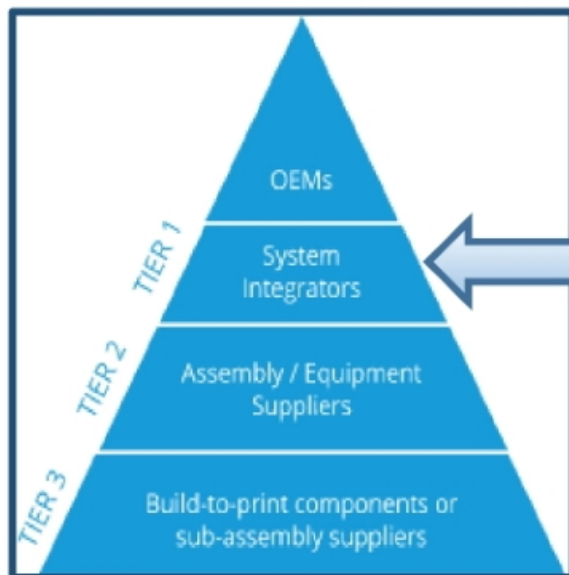 OEMs
TIER 1
System
Integrators
TIER 2
Assembly / Equipment
Suppliers
TIER 3
Build-to-print components or
sub-assembly suppliers